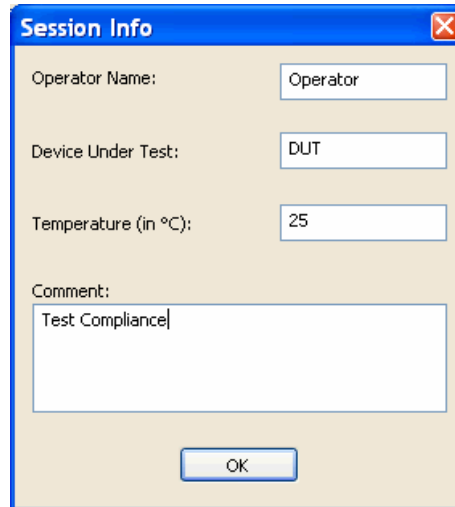 Session Info
Operator Name: Operator
Device Under Test: DUT
Temperature (in °C): 25
Comment:
Test Compliance
OK